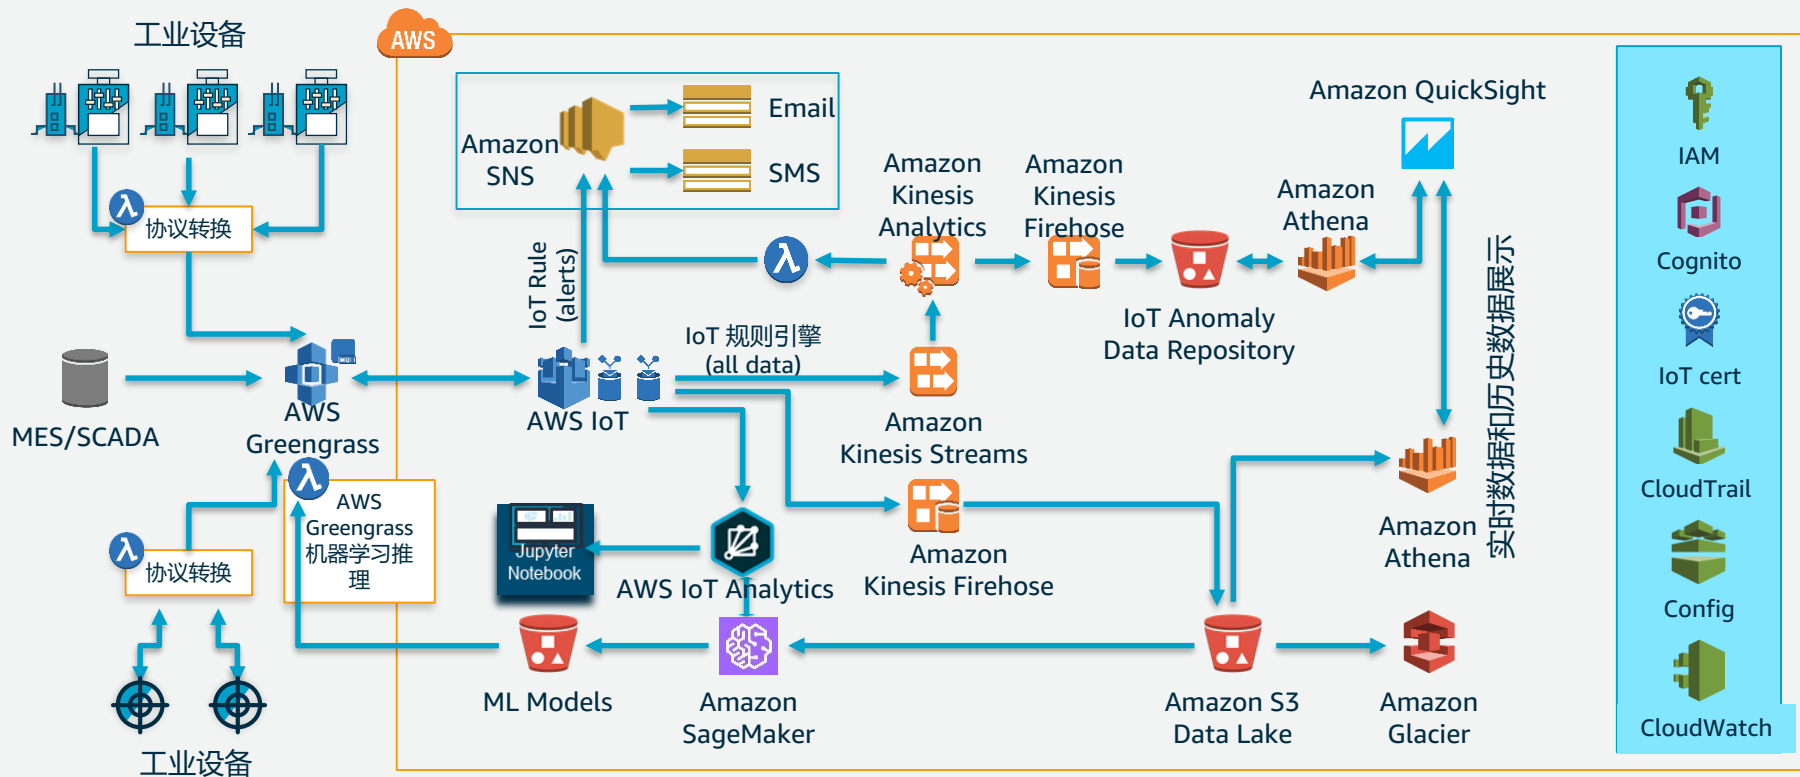 工业设备
AWS
Amazon QuickSight
Email
Amazon
SNS
SMS
Amazon
Kinesis
Analytics
Amazon
Kinesis
Firehose
Amazon
Athena
IAM
协议转换
Cognito
IoT Rule
(alerts)
IoT 规则引擎
(all data)
IoT Anomaly
Data Repository
实时数据和历史数据展示
IoT cert
MES/SCADA
AWS
Greengrass
AWS IoT
Amazon
Kinesis Streams
CloudTrail
AWS
Greengrass
机器学习推
理
协议转换
Jupyter
Notebook
AWS IoT Analytics
Amazon
Kinesis Firehose
Amazon
Athena
Config
ML Models
Amazon
SageMaker
Amazon S3
Data Lake
Amazon
Glacier
CloudWatch
工业设备